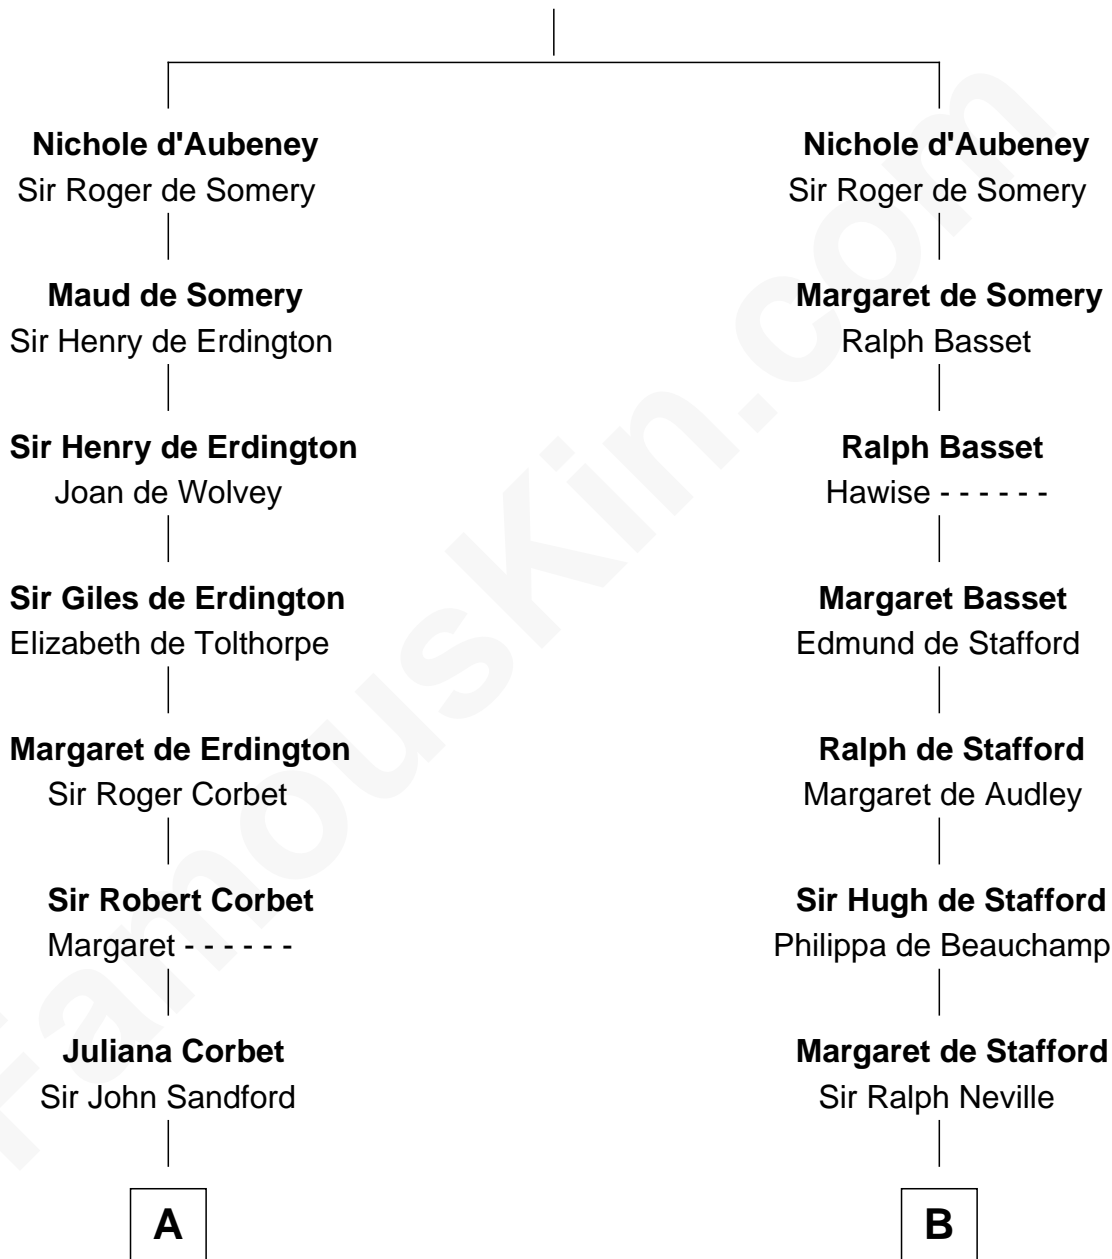 Nichole d'Aubeney
Sir Roger de Somery
Maud de Somery
Sir Henry de Erdington
Sir Henry de Erdington
Joan de Wolvey
Sir Giles de Erdington
Elizabeth de Tolthorpe
Margaret de Erdington
Sir Roger Corbet
Sir Robert Corbet
Margaret - - - - - -
Juliana Corbet
Sir John Sandford
A
Nichole d'Aubeney
Sir Roger de Somery
Margaret de Somery
Ralph Basset
Ralph Basset
Hawise - - - - - -
Margaret Basset
Edmund de Stafford
Ralph de Stafford
Margaret de Audley
Sir Hugh de Stafford
Philippa de Beauchamp
Margaret de Stafford
Sir Ralph Neville
B
FamousKin.com